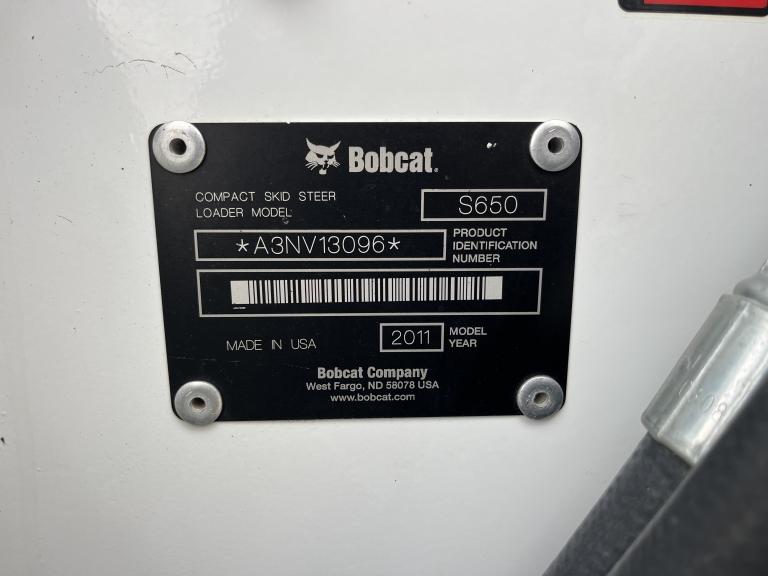 Bobcat.
COMPACT SKID STEER
LOADER MODEL
S650
*A3NV13096*
PRODUCT
IDENTIFICATION
NUMBER
MADE IN USA
2011
MODEL
YEAR
Bobcat Company
West Fargo, ND 58078 USA
www.bobcat.com